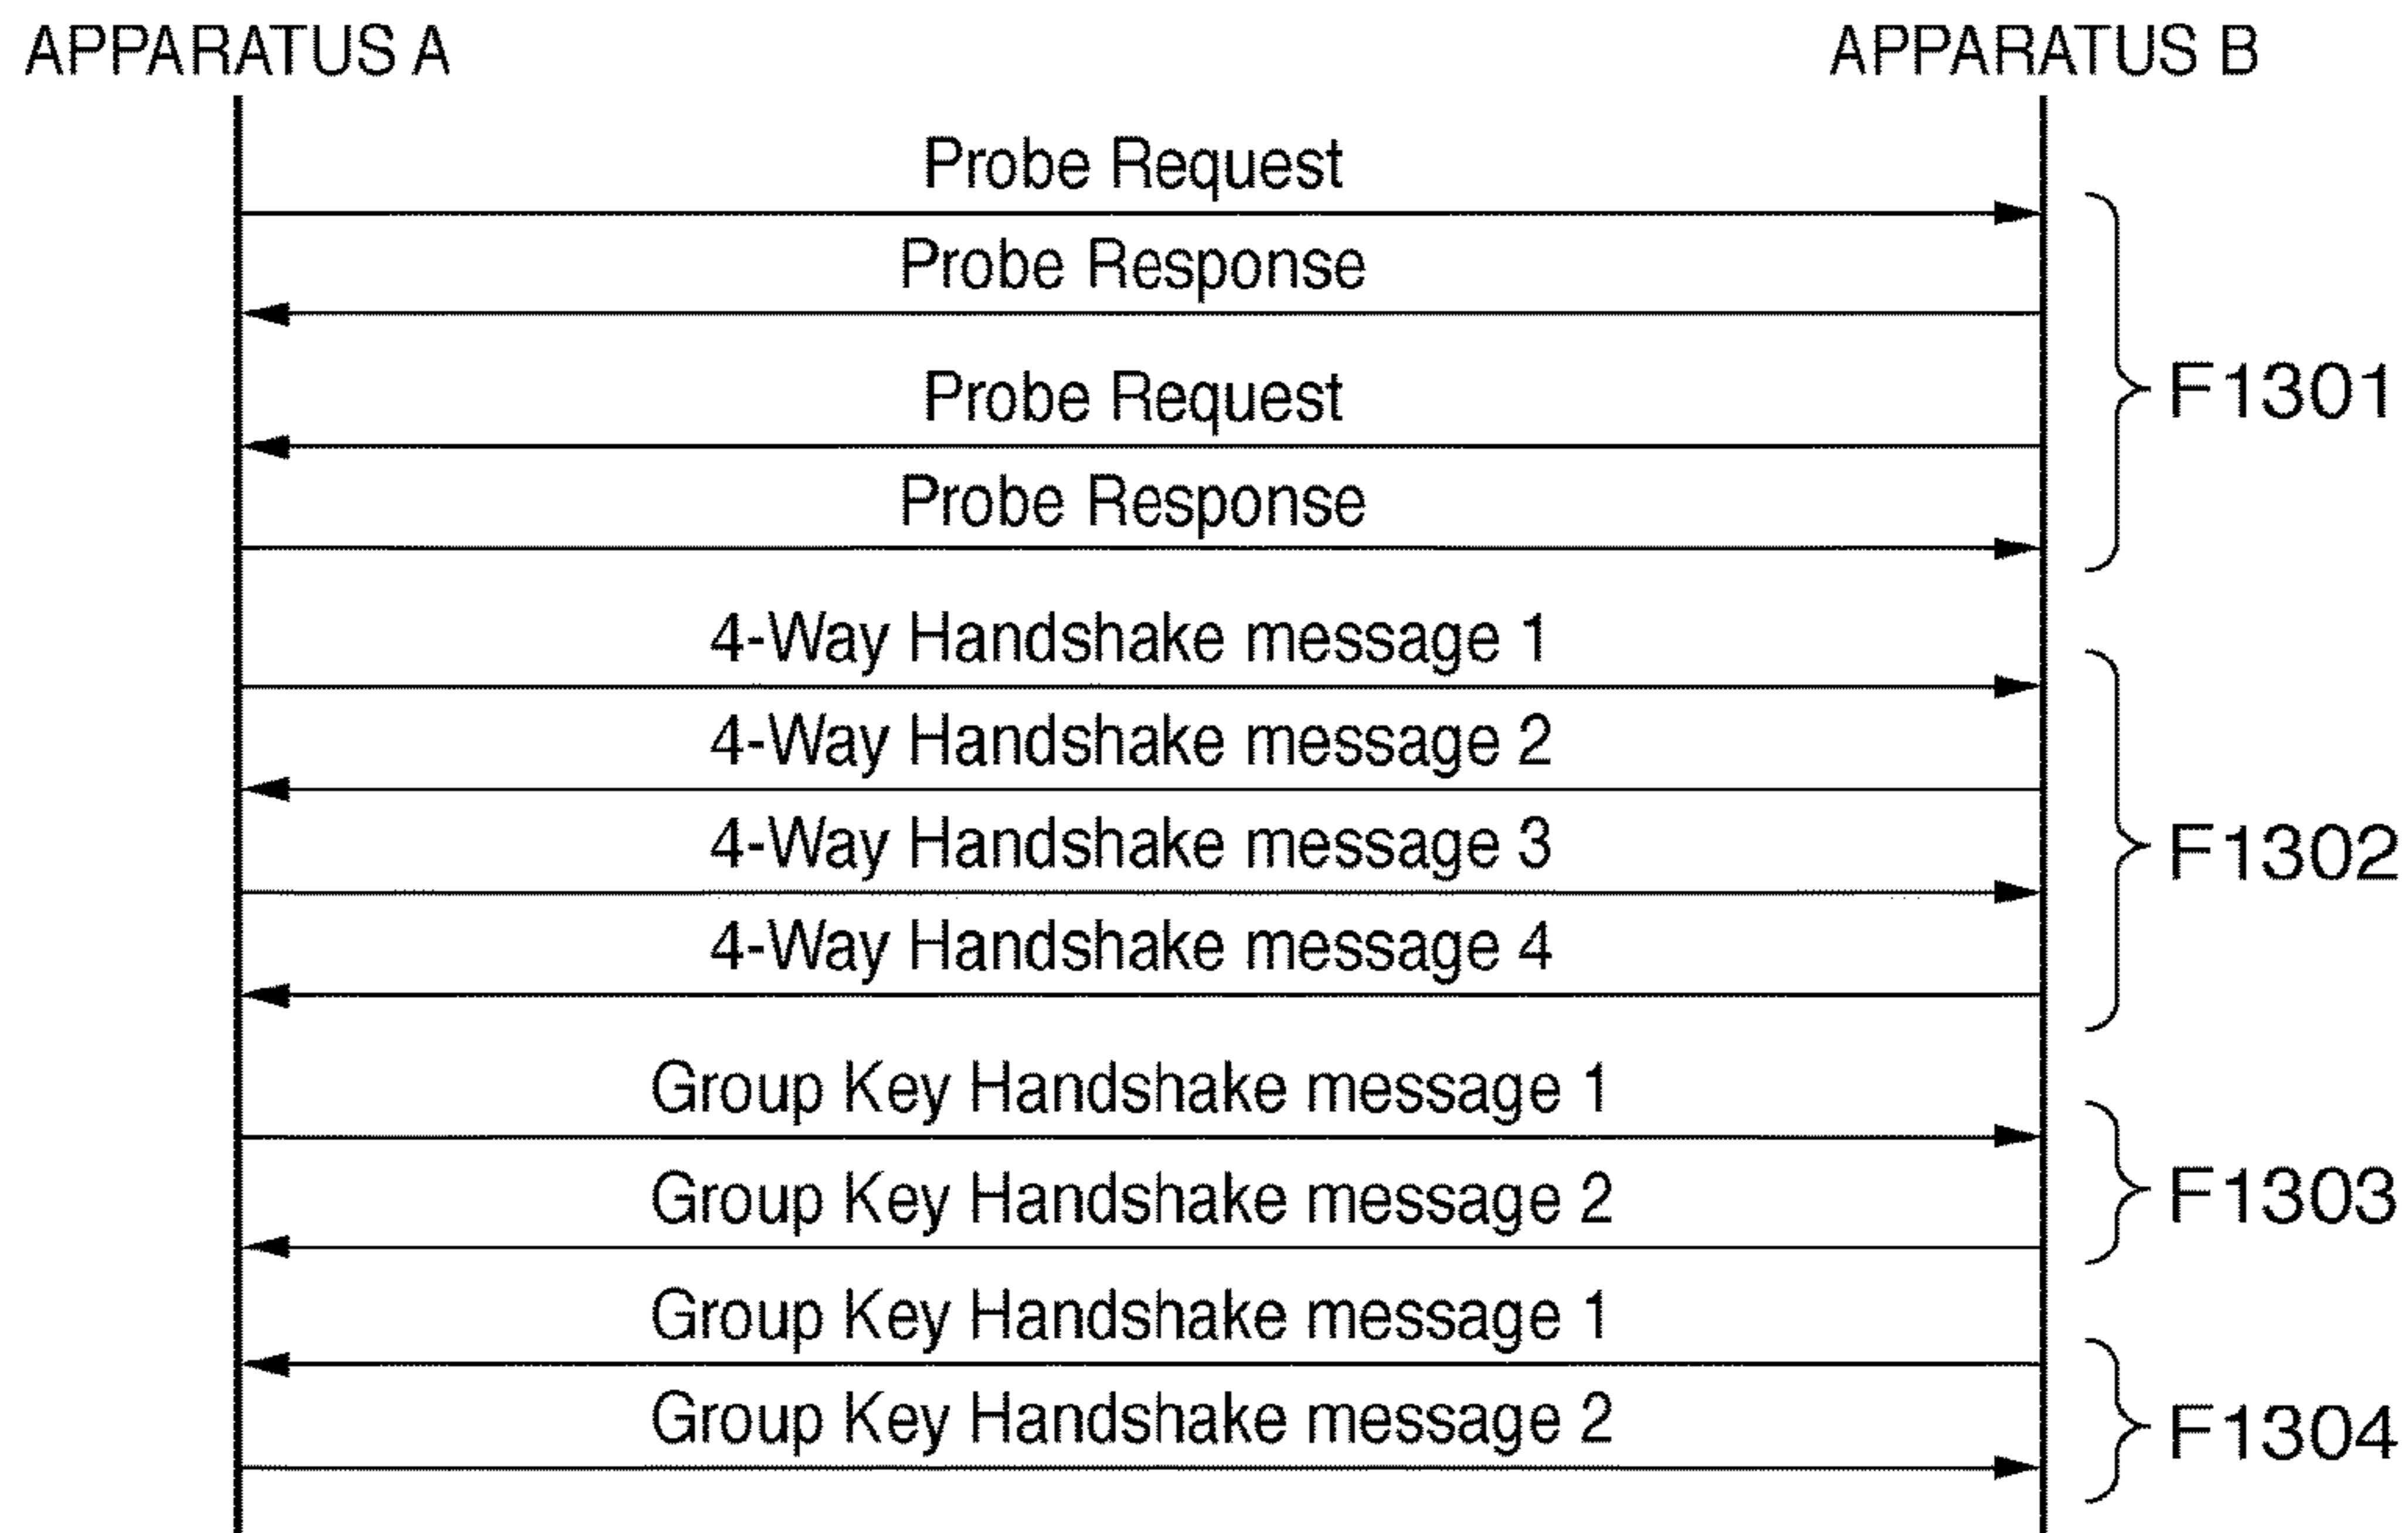 APPARATUS A
APPARATUS B
Probe Request
Probe Response
Probe Request
F1301
Probe Response
4-Way Handshake message 1
4-Way Handshake message 2
4-Way Handshake message 3
F1302
4-Way Handshake message 4
Group Key Handshake message 1
Group Key Handshake message 2
F1303
Group Key Handshake message 1
Group Key Handshake message 2
F1304